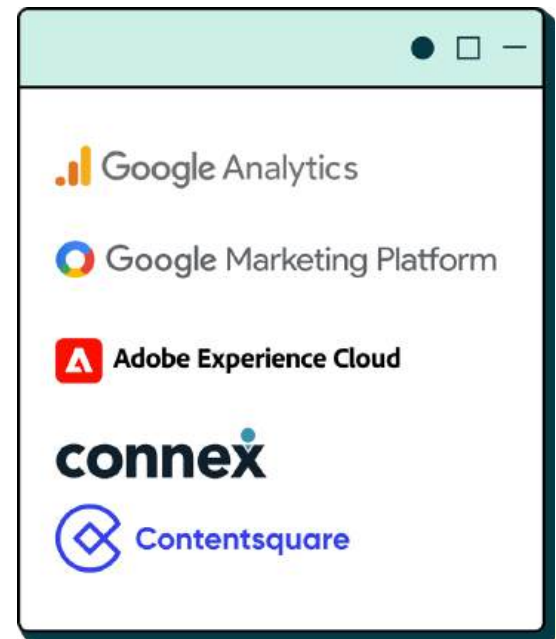 Google Analytics
Google Marketing Platform
Adobe Experience Cloud
connex
Contentsquare